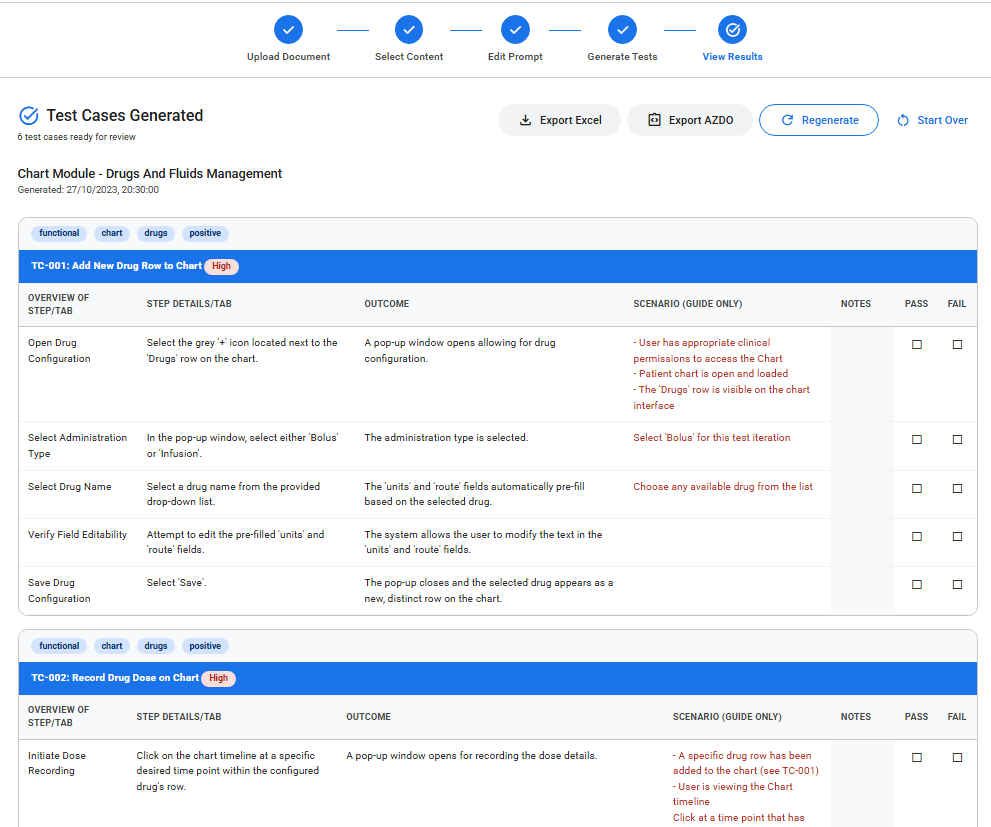 Upload Document
Select Content
Edit Prompt
Generate Tests
View Results
Test Cases Generated
6 test cases ready for review
Export Excel
Export AZDO
Regenerate
Start Over
Chart Module - Drugs And Fluids Management
Generated: 27/10/2023, 20:30:00
functional chart drugs positive
TC-001: Add New Drug Row to Chart High
OVERVIEW OF
STEP/TAB
STEP DETAILS/TAB
OUTCOME
SCENARIO (GUIDE ONLY)
NOTES
PASS
FAIL
Open Drug
Configuration
Select the grey '+' icon located next to the
'Drugs' row on the chart.
A pop-up window opens allowing for drug
configuration.
- User has appropriate clinical
permissions to access the Chart
- Patient chart is open and loaded
- The 'Drugs' row is visible on the chart
interface
Select Administration
Type
In the pop-up window, select either 'Bolus'
or 'Infusion'.
The administration type is selected.
Select 'Bolus' for this test iteration
Select Drug Name
Select a drug name from the provided
drop-down list.
The 'units' and 'route' fields automatically pre-fill
based on the selected drug.
Choose any available drug from the list
Verify Field Editability
Attempt to edit the pre-filled 'units' and
'route' fields.
The system allows the user to modify the text in the
'units' and 'route' fields.
Save Drug
Configuration
Select 'Save'.
The pop-up closes and the selected drug appears as a
new, distinct row on the chart.
functional chart drugs positive
TC-002: Record Drug Dose on Chart High
OVERVIEW OF
STEP/TAB
STEP DETAILS/TAB
OUTCOME
SCENARIO (GUIDE ONLY)
NOTES
PASS
FAIL
Initiate Dose
Recording
Click on the chart timeline at a specific
desired time point within the configured
drug's row.
A pop-up window opens for recording the dose details.
- A specific drug row has been
added to the chart (see TC-001)
- User is viewing the Chart
timeline
Click at a time point that has